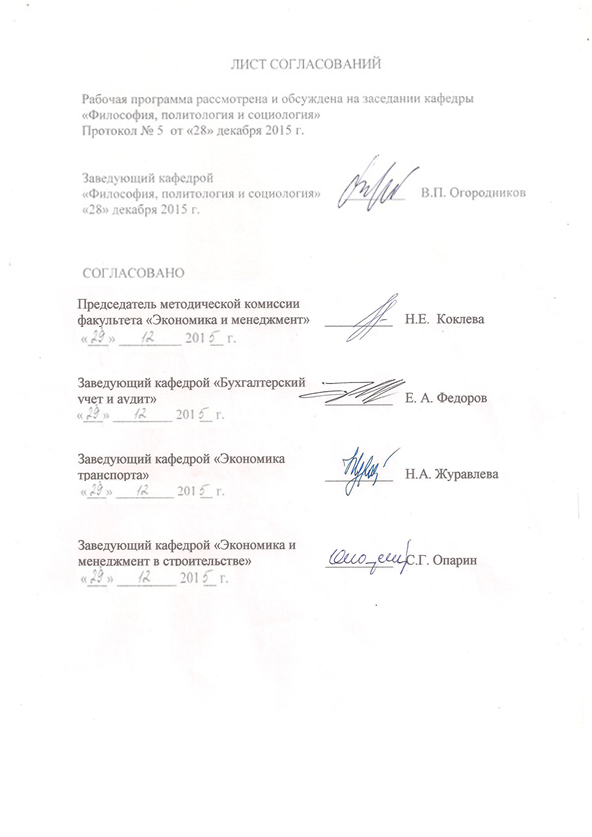 ЛИСТ СОГЛАСОВАНИЙ
Рабочая программа рассмотрена и обсуждена на заседании кафедры
«Философия, политология и социология»
Протокол № 5 от «28» декабря 2015 г.
Заведующий кафедрой
«Философия, политология и социология» В.П. Огородников
«28» декабря 2015 г.
СОГЛАСОВАНО
Председатель методической комиссии
факультета «Экономика и менеджмент» Н.Е. Коклева
«29» 12 2015 г.
Заведующий кафедрой «Бухгалтерский
учет и аудит» Е. А. Федоров
«29» 12 2015 г.
Заведующий кафедрой «Экономика
транспорта» Н.А. Журавлева
«29» 12 2015 г.
Заведующий кафедрой «Экономика и
менеджмент в строительстве» С.Г. Опарин
«29» 12 2015 г.